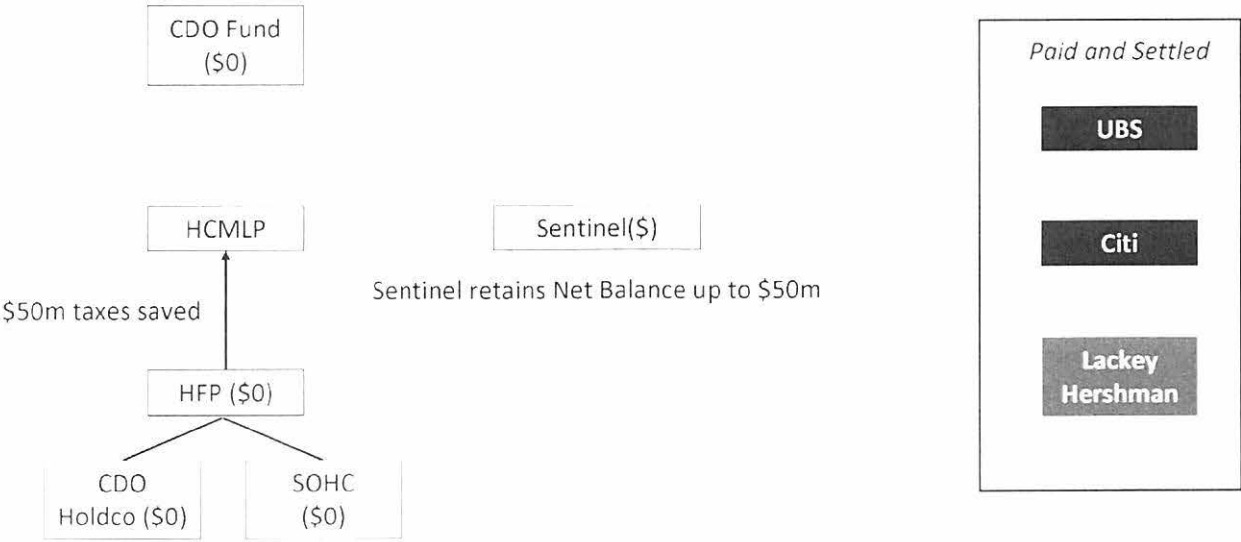 CDO Fund
($0)
Paid and Settled
UBS
HCMLP
Sentinel($)
Citi
Sentinel retains Net Balance up to $50m
$50m taxes saved
Lackey
Hershman
HFP ($0)
CDO
Holdco ($0)
SOHC
($0)